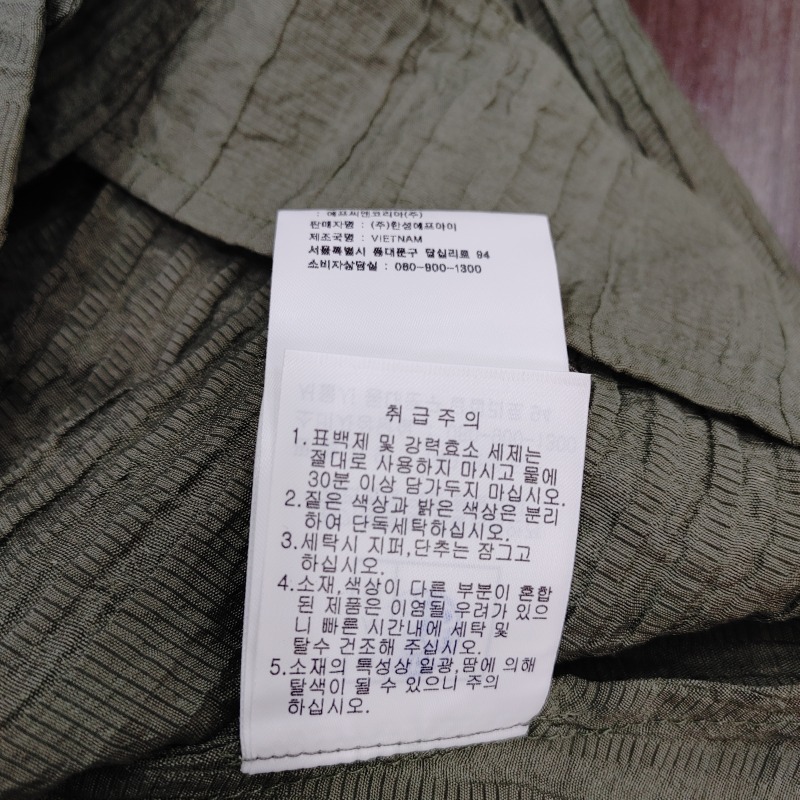 : 에프씨엔코리아(주)
판매자명 : (주)한성에프아이
제조국명 : VIETNAM
서울특별시 동대문구 답십리로 94
소비자상담실 : 080-900-1300
취급주의
1.표백제 및 강력효소 세제는
절대로 사용하지 마시고 물에
30분 이상 담가두지 마십시오.
2.짙은 색상과 밝은 색상은 분리
하여 단독세탁하십시오.
3.세탁시 지퍼,단추는 잠그고
하십시오.
4.소재,색상이 다른 부분이 혼합
된 제품은 이염될 우려가 있으
니 빠른 시간내에 세탁 및
탈수 건조해 주십시오.
5.소재의 특성상 일광,땀에 의해
탈색이 될 수 있으니 주의
하십시오.